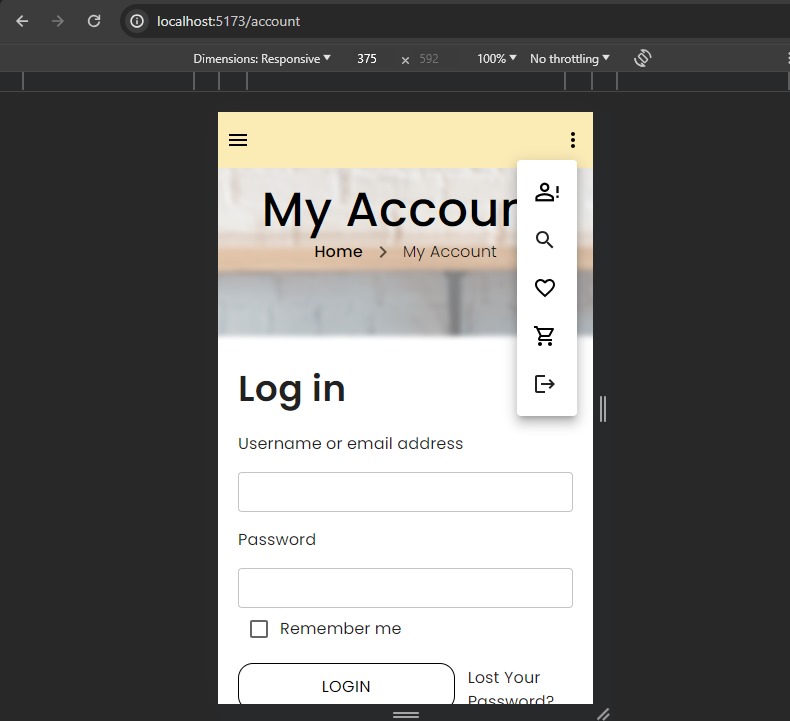 localhost:5173/account
Dimensions: Responsive 375 × 592 100% No throttling
My Accoun
Home > My Account
Log in
Username or email address
Password
Remember me
LOGIN
Lost Your
Password?